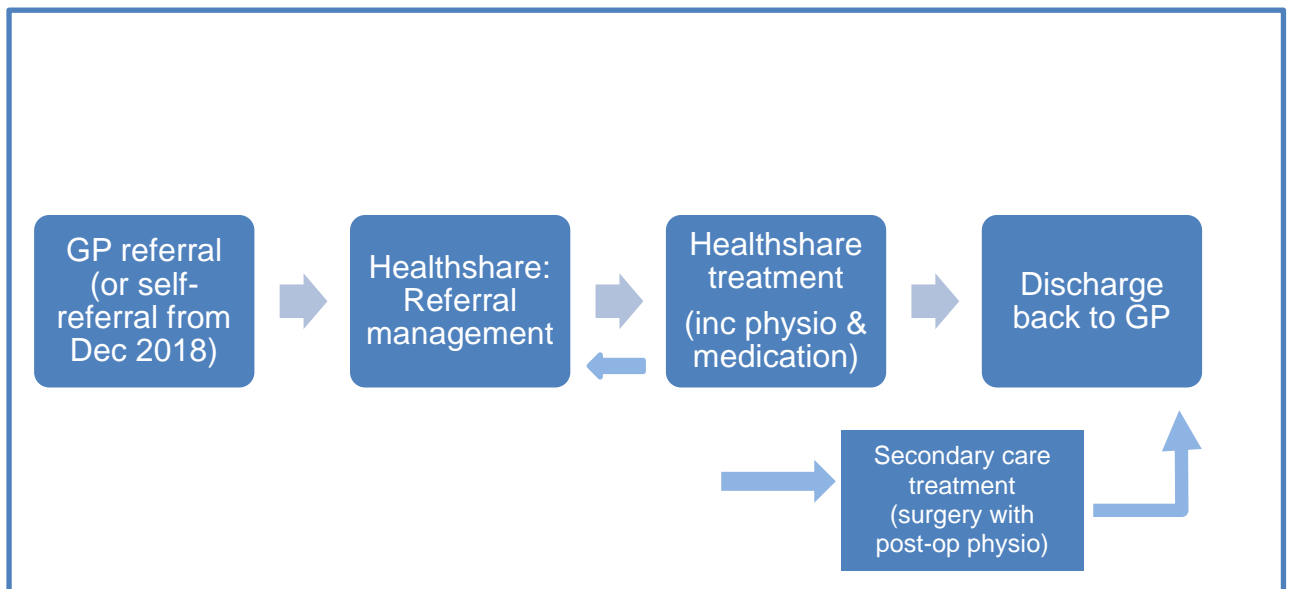 GP referral
(or self-
referral from
Dec 2018)
Healthshare:
Referral
management
Healthshare
treatment
(inc physio &
medication)
Discharge
back to GP
Secondary care
treatment
(surgery with
post-op physio)